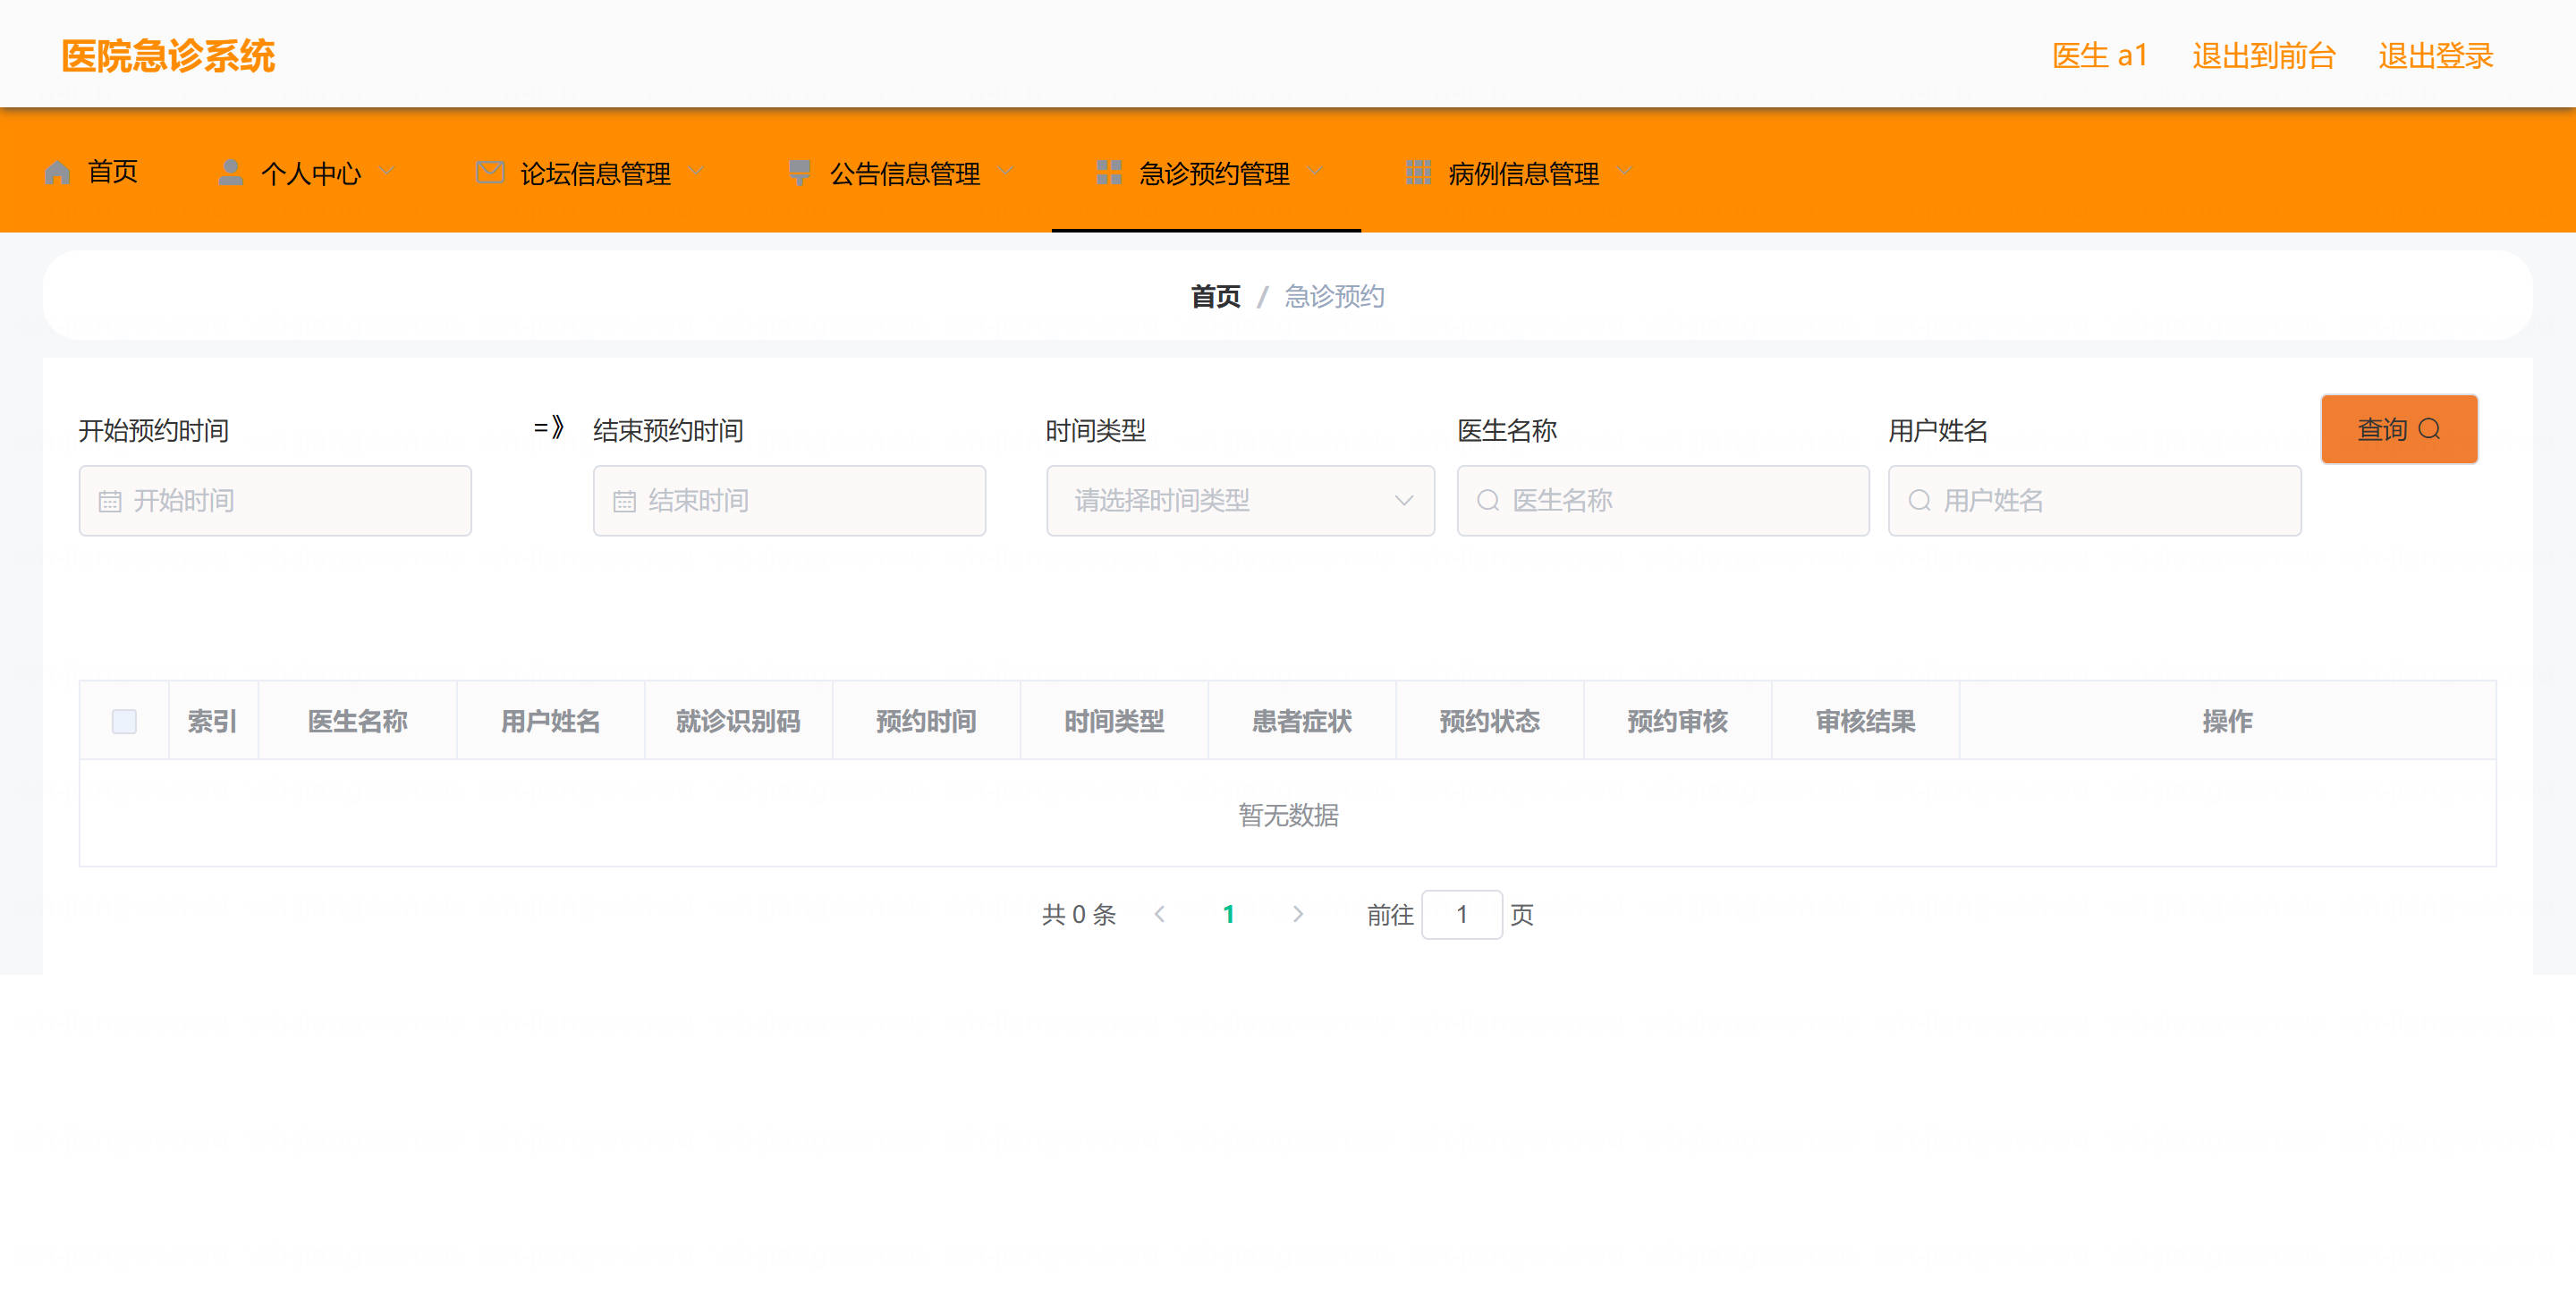 医院急诊系统 医生 a1 退出到前台 退出登录
首页 个人中心 论坛信息管理 公告信息管理 急诊预约管理 病例信息管理
首页 / 急诊预约
开始预约时间 =》 结束预约时间 时间类型 医生名称 用户姓名 查询
开始时间 结束时间 请选择时间类型 医生名称 用户姓名
索引 医生名称 用户姓名 就诊识别码 预约时间 时间类型 患者症状 预约状态 预约审核 审核结果 操作
暂无数据
共 0 条 1 前往 1 页